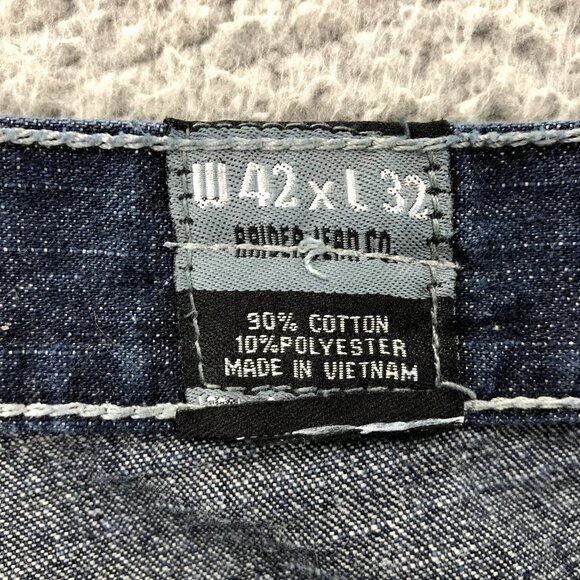 W 42 x L 32
RAIDER JEAN CO.
90% COTTON
10%POLYESTER
MADE IN VIETNAM